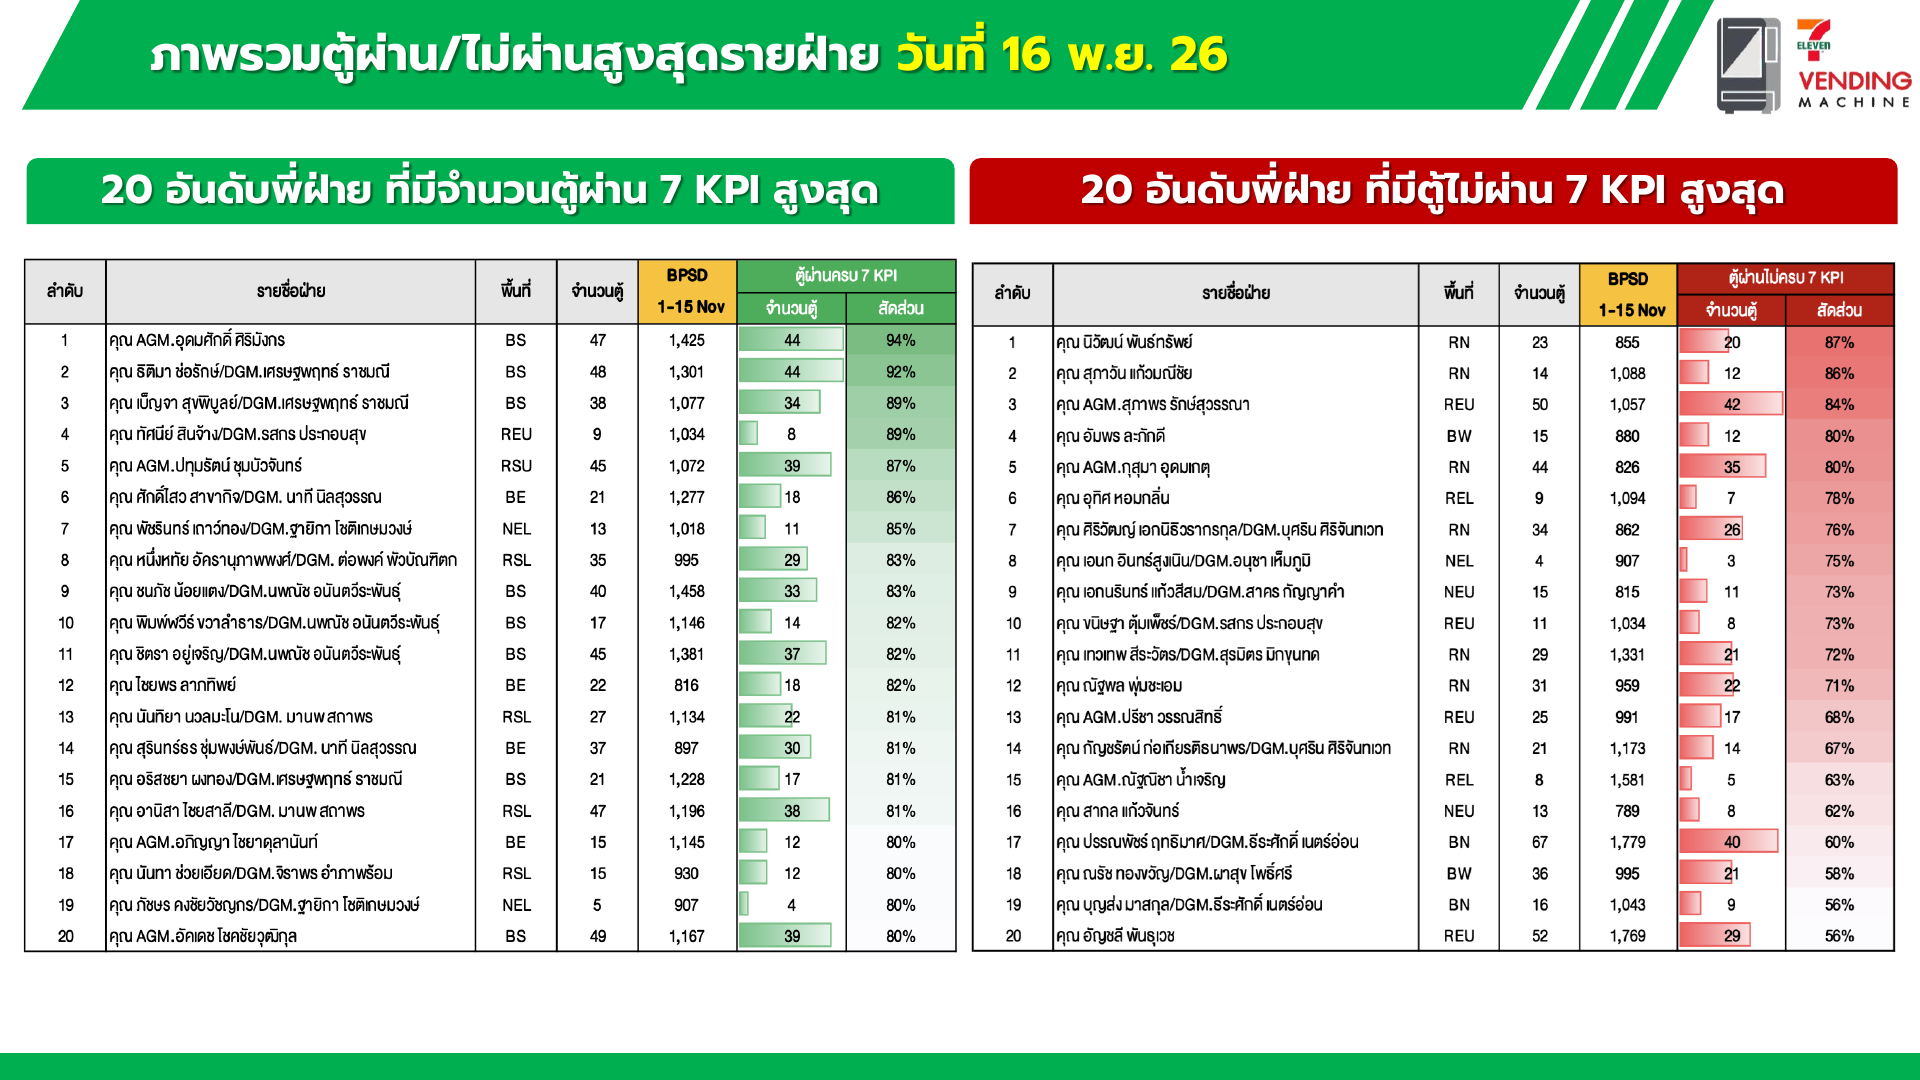 ภาพรวมตู้ผ่าน/ไม่ผ่านสูงสุดรายฝ่าย วันที่ 16 พ.ย. 26
ELEVEN
VENDING
MACHINE
20 อันดับพี่ฝ่าย ที่มีจำนวนตู้ผ่าน 7 KPI สูงสุด
ลำดับ รายชื่อฝ่าย พื้นที่ จำนวนตู้ BPSD 1-15 Nov ตู้ผ่านครบ 7 KPI
จำนวนตู้ สัดส่วน
1 คุณ AGM.อุดมศักดิ์ ศิริมังกร BS 47 1,425 44 94%
2 คุณ ธิติมา ช่อรักษ์/DGM.เศรษฐพฤทธ์ ราชมณี BS 48 1,301 44 92%
3 คุณ เบ็ญจา สุขพิบูลย์/DGM.เศรษฐพฤทธ์ ราชมณี BS 38 1,077 34 89%
4 คุณ ทัศนีย์ สินจ้าง/DGM.รสกร ประกอบสุข REU 9 1,034 8 89%
5 คุณ AGM.ปทุมรัตน์ ชุมบัวจันทร์ RSU 45 1,072 39 87%
6 คุณ ศักดิ์ไสว สาขากิจ/DGM. นาที นิลสุวรรณ BE 21 1,277 18 86%
7 คุณ พัชรินทร์ เถาว์ทอง/DGM.ฐายิกา โชติเกษมวงษ์ NEL 13 1,018 11 85%
8 คุณ หนึ่งหทัย อัครานุภาพพงศ์/DGM. ต่อพงค์ พัวบัณฑิตก RSL 35 995 29 83%
9 คุณ ชนภัช น้อยแตง/DGM.นพณัช อนันตวีระพันธุ์ BS 40 1,458 33 83%
10 คุณ พิมพ์ฬวีร์ ขวาลำธาร/DGM.นพณัช อนันตวีระพันธุ์ BS 17 1,146 14 82%
11 คุณ ชิตรา อยู่เจริญ/DGM.นพณัช อนันตวีระพันธุ์ BS 45 1,381 37 82%
12 คุณ ไชยพร ลาภทิพย์ BE 22 816 18 82%
13 คุณ นันทิยา นวลมะโน/DGM. มานพ สถาพร RSL 27 1,134 22 81%
14 คุณ สุรินทร์ธร ชุ่มพงษ์พันธ์/DGM. นาที นิลสุวรรณ BE 37 897 30 81%
15 คุณ อริสชยา ผงทอง/DGM.เศรษฐพฤทธ์ ราชมณี BS 21 1,228 17 81%
16 คุณ อานิสา ไชยสาลี/DGM. มานพ สถาพร RSL 47 1,196 38 81%
17 คุณ AGM.อภิญญา ไชยาดุลานันท์ BE 15 1,145 12 80%
18 คุณ นันทา ช่วยเอียด/DGM.จิราพร อำภาพร้อม RSL 15 930 12 80%
19 คุณ ภัชษร คงชัยวัชญกร/DGM.ฐายิกา โชติเกษมวงษ์ NEL 5 907 4 80%
20 คุณ AGM.อัคเดช โชคชัยวุฒิกุล BS 49 1,167 39 80%
20 อันดับพี่ฝ่าย ที่มีตู้ไม่ผ่าน 7 KPI สูงสุด
ลำดับ รายชื่อฝ่าย พื้นที่ จำนวนตู้ BPSD 1-15 Nov ตู้ผ่านไม่ครบ 7 KPI
จำนวนตู้ สัดส่วน
1 คุณ นิวัฒน์ พันธ์ทรัพย์ RN 23 855 20 87%
2 คุณ สุภาวัน แก้วมณีชัย RN 14 1,088 12 86%
3 คุณ AGM.สุภาพร รักษ์สุวรรณา REU 50 1,057 42 84%
4 คุณ อัมพร ละภักดี BW 15 880 12 80%
5 คุณ AGM.กุสุมา อุดมเกตุ RN 44 826 35 80%
6 คุณ อุทิศ หอมกลิ่น REL 9 1,094 7 78%
7 คุณ ศิริวัฒญ์ เอกนิธิวรากรกุล/DGM.บุศริน ศิริจันทเวท RN 34 862 26 76%
8 คุณ เอนก อินทร์สูงเนิน/DGM.อนุชา เห็มภูมิ NEL 4 907 3 75%
9 คุณ เอกนรินทร์ แก้วสีสม/DGM.สาคร กัญญาคำ NEU 15 815 11 73%
10 คุณ ขนิษฐา ตุ้มเพ็ชร์/DGM.รสกร ประกอบสุข REU 11 1,034 8 73%
11 คุณ เทวเทพ สีระวัตร/DGM.สุรมิตร มิกขุนทด RN 29 1,331 21 72%
12 คุณ ณัฐพล พุ่มชะเอม RN 31 959 22 71%
13 คุณ AGM.ปรีชา วรรณสิทธิ์ REU 25 991 17 68%
14 คุณ กัญชรัตน์ ก่อเกียรติธนาพร/DGM.บุศริน ศิริจันทเวท RN 21 1,173 14 67%
15 คุณ AGM.ณัฐณิชา น้ำเจริญ REL 8 1,581 5 63%
16 คุณ สากล แก้วจันทร์ NEU 13 789 8 62%
17 คุณ ปรรณพัชร์ ฤทธิมาศ/DGM.ธีระศักดิ์ เนตร์อ่อน BN 67 1,779 40 60%
18 คุณ ณรัช ทองขวัญ/DGM.ผาสุข โพธิ์ศรี BW 36 995 21 58%
19 คุณ บุญส่ง มาสกุล/DGM.ธีระศักดิ์ เนตร์อ่อน BN 16 1,043 9 56%
20 คุณ อัญชลี พันธุเวช REU 52 1,769 29 56%